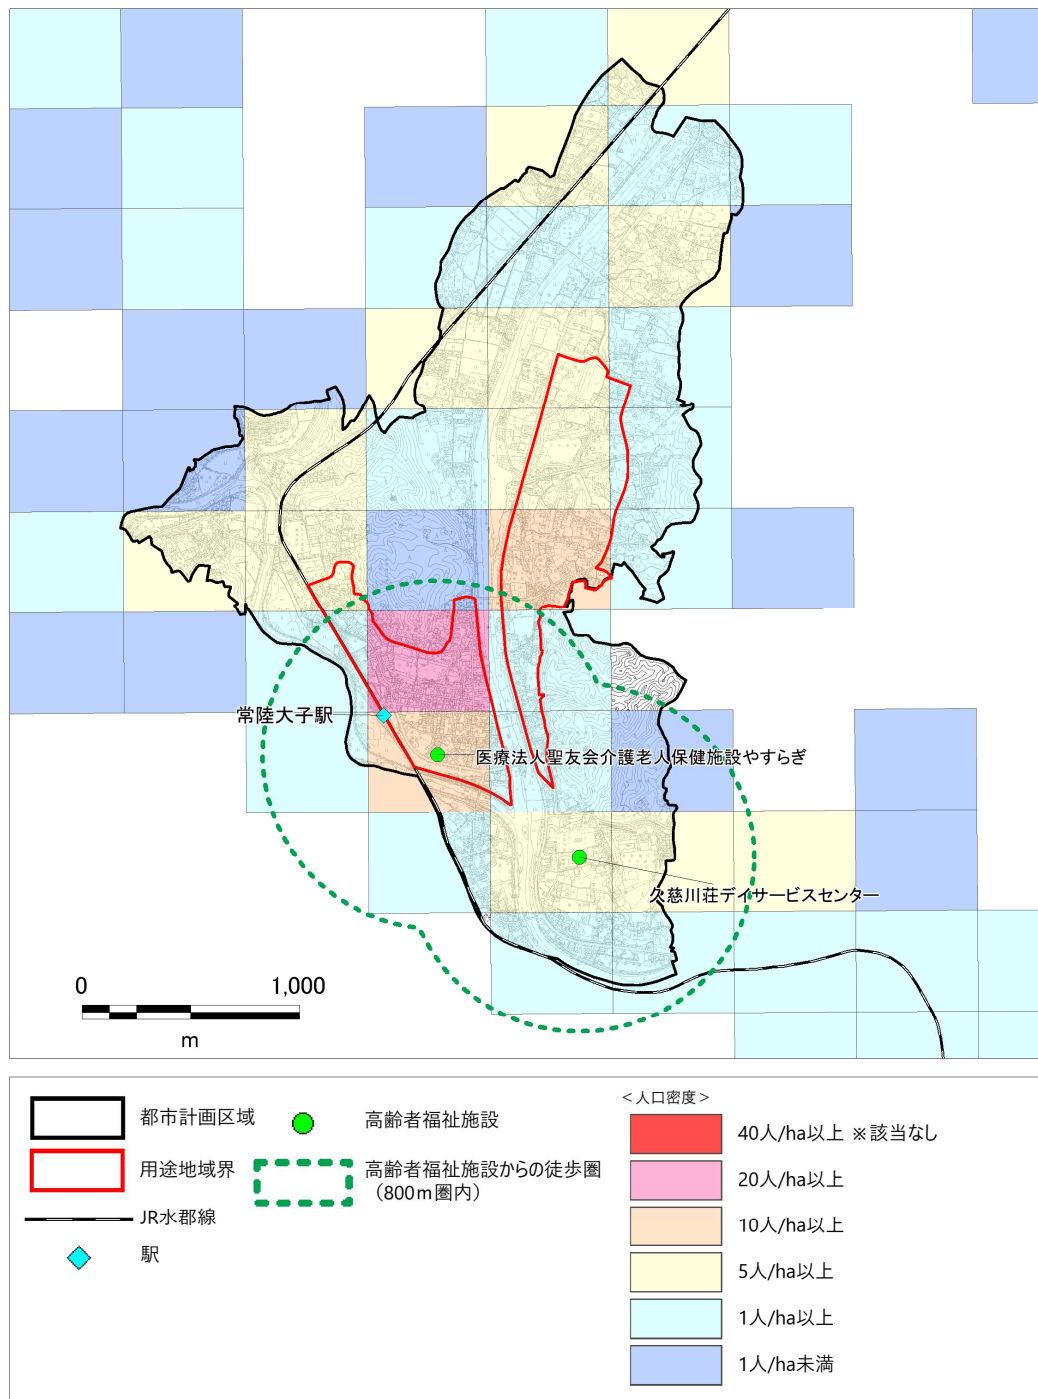 常陸大子駅
医療法人聖友会介護老人保健施設やすらぎ
久慈川荘デイサービスセンター
0 1,000
m
都市計画区域
用途地域界
JR水郡線
駅
高齢者福祉施設
高齢者福祉施設からの徒歩圏
（800m圏内）
＜人口密度＞
40人/ha以上 ※該当なし
20人/ha以上
10人/ha以上
5人/ha以上
1人/ha以上
1人/ha未満